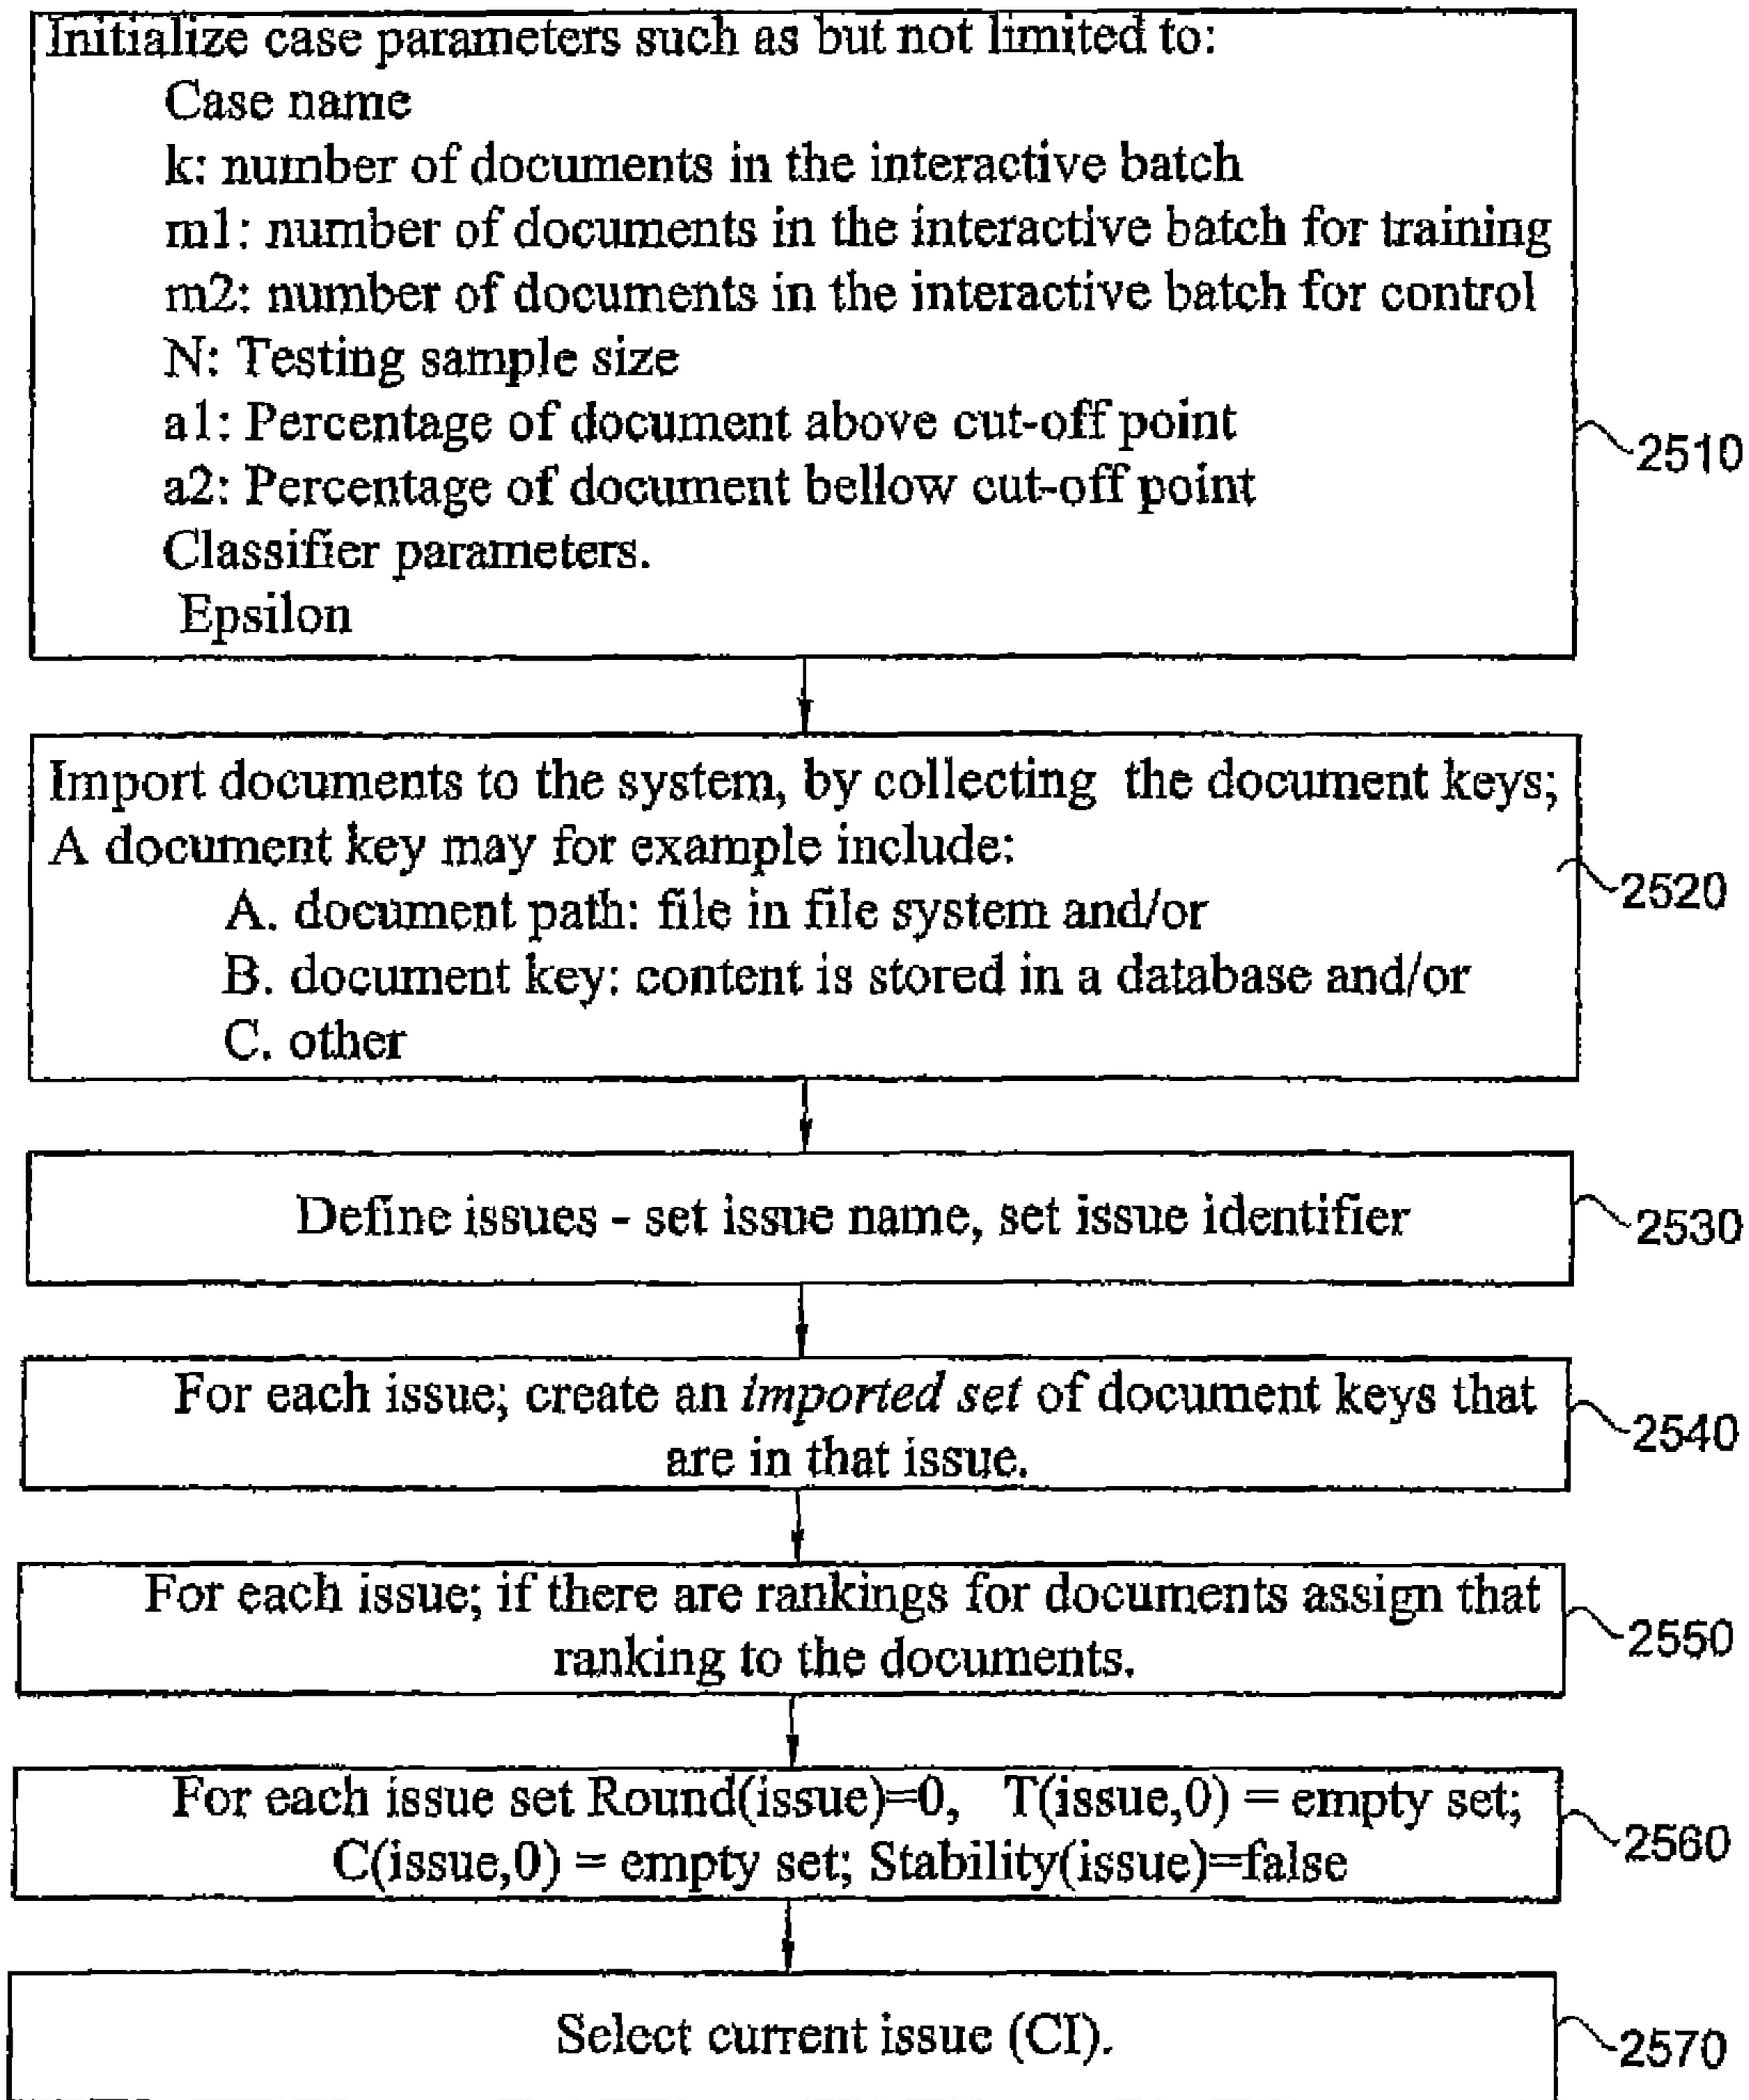 Initialize case parameters such as but not limited to:
Case name
k: number of documents in the interactive batch
m1: number of documents in the interactive batch for training
m2: number of documents in the interactive batch for control
N: Testing sample size
a1: Percentage of document above cut-off point
a2: Percentage of document bellow cut-off point
Classifier parameters.
Epsilon
2510
Import documents to the system, by collecting the document keys;
A document key may for example include:
A. document path: file in file system and/or
B. document key: content is stored in a database and/or
C. other
2520
Define issues - set issue name, set issue identifier
2530
For each issue; create an imported set of document keys that
are in that issue.
2540
For each issue; if there are rankings for documents assign that
ranking to the documents.
2550
For each issue set Round(issue)=0, T(issue,0) = empty set;
C(issue,0) = empty set; Stability(issue)=false
2560
Select current issue (CI).
2570